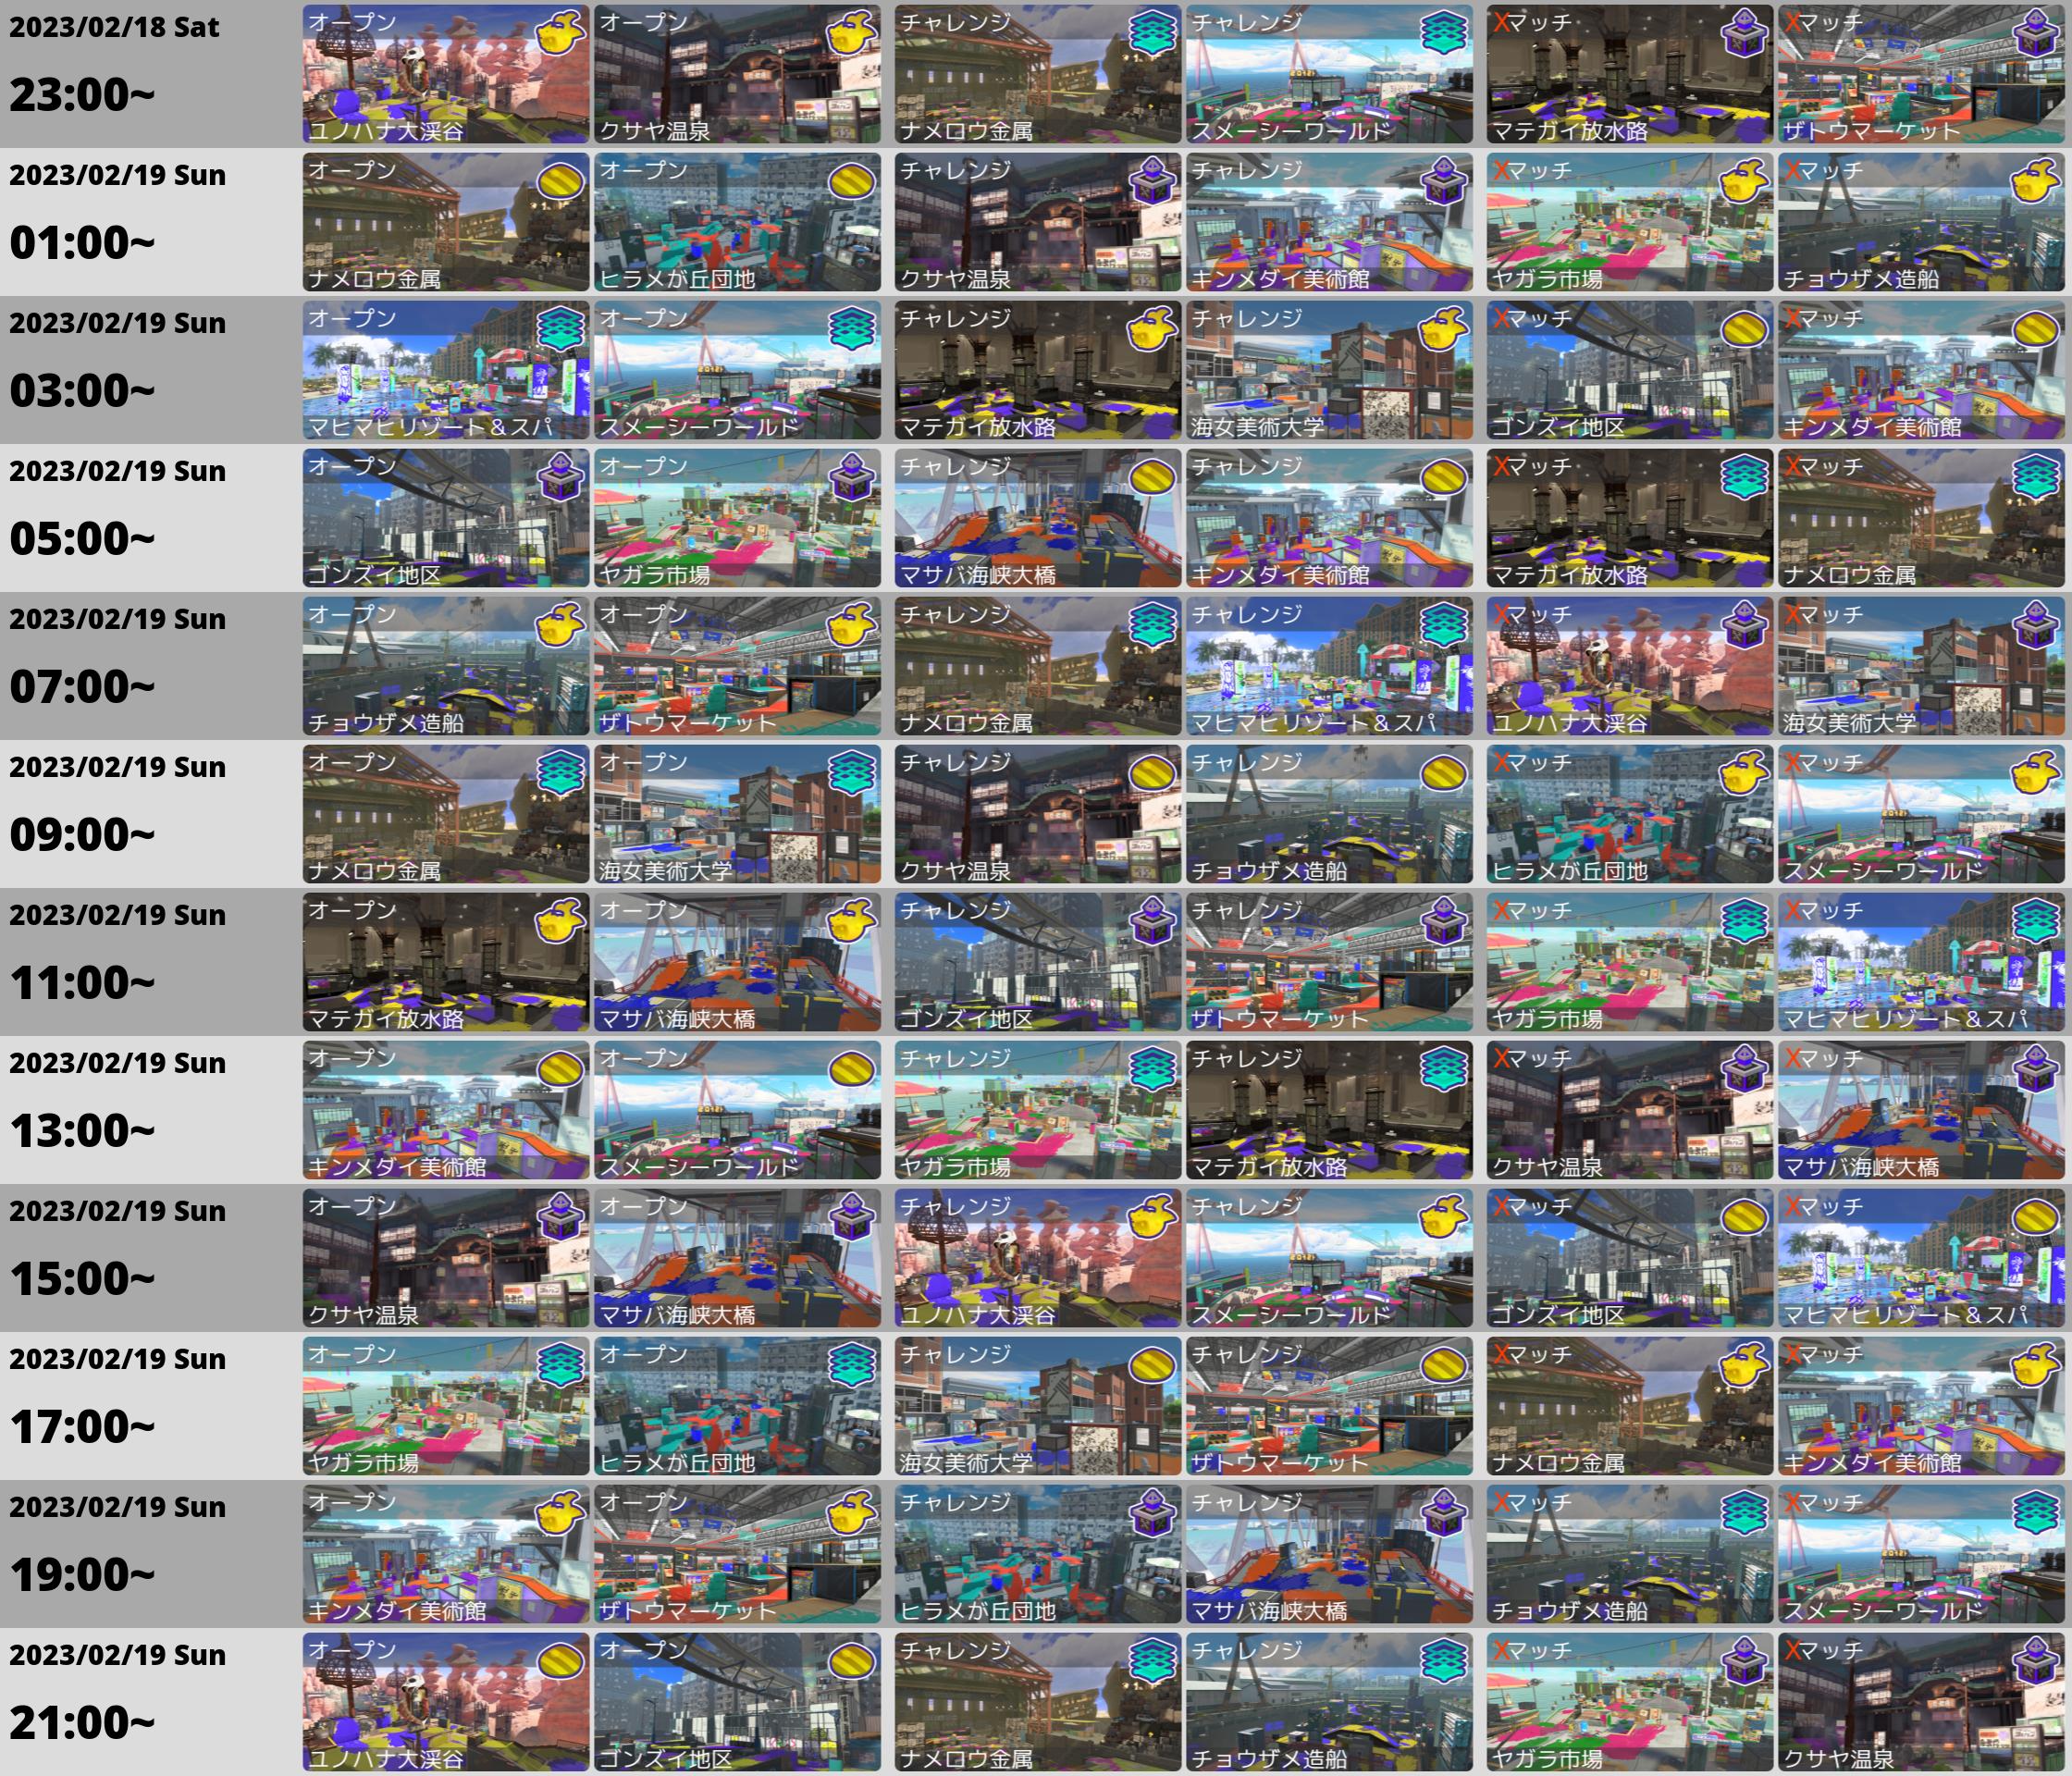 2023/02/18 Sat
23:00~
オープン オープン チャレンジ チャレンジ Xマッチ Xマッチ
ユノハナ大渓谷 クサヤ温泉 ナメロウ金属 スメーシーワールド マテガイ放水路 ザトウマーケット
2023/02/19 Sun
01:00~
オープン オープン チャレンジ チャレンジ Xマッチ Xマッチ
ナメロウ金属 ヒラメが丘団地 クサヤ温泉 キンメダイ美術館 ヤガラ市場 チョウザメ造船
2023/02/19 Sun
03:00~
オープン オープン チャレンジ チャレンジ Xマッチ Xマッチ
マヒマヒリゾート＆スパ スメーシーワールド マテガイ放水路 海女美術大学 ゴンズイ地区 キンメダイ美術館
2023/02/19 Sun
05:00~
オープン オープン チャレンジ チャレンジ Xマッチ Xマッチ
ゴンズイ地区 ヤガラ市場 マサバ海峡大橋 キンメダイ美術館 マテガイ放水路 ナメロウ金属
2023/02/19 Sun
07:00~
オープン オープン チャレンジ チャレンジ Xマッチ Xマッチ
チョウザメ造船 ザトウマーケット ナメロウ金属 マヒマヒリゾート＆スパ ユノハナ大渓谷 海女美術大学
2023/02/19 Sun
09:00~
オープン オープン チャレンジ チャレンジ Xマッチ Xマッチ
ナメロウ金属 海女美術大学 クサヤ温泉 チョウザメ造船 ヒラメが丘団地 スメーシーワールド
2023/02/19 Sun
11:00~
オープン オープン チャレンジ チャレンジ Xマッチ Xマッチ
マテガイ放水路 マサバ海峡大橋 ゴンズイ地区 ザトウマーケット ヤガラ市場 マヒマヒリゾート＆スパ
2023/02/19 Sun
13:00~
オープン オープン チャレンジ チャレンジ Xマッチ Xマッチ
キンメダイ美術館 スメーシーワールド ヤガラ市場 マテガイ放水路 クサヤ温泉 マサバ海峡大橋
2023/02/19 Sun
15:00~
オープン オープン チャレンジ チャレンジ Xマッチ Xマッチ
クサヤ温泉 マサバ海峡大橋 ユノハナ大渓谷 スメーシーワールド ゴンズイ地区 マヒマヒリゾート＆スパ
2023/02/19 Sun
17:00~
オープン オープン チャレンジ チャレンジ Xマッチ Xマッチ
ヤガラ市場 ヒラメが丘団地 海女美術大学 ザトウマーケット ナメロウ金属 キンメダイ美術館
2023/02/19 Sun
19:00~
オープン オープン チャレンジ チャレンジ Xマッチ Xマッチ
キンメダイ美術館 ザトウマーケット ヒラメが丘団地 マサバ海峡大橋 チョウザメ造船 スメーシーワールド
2023/02/19 Sun
21:00~
オープン オープン チャレンジ チャレンジ Xマッチ Xマッチ
ユノハナ大渓谷 ゴンズイ地区 ナメロウ金属 チョウザメ造船 ヤガラ市場 クサヤ温泉